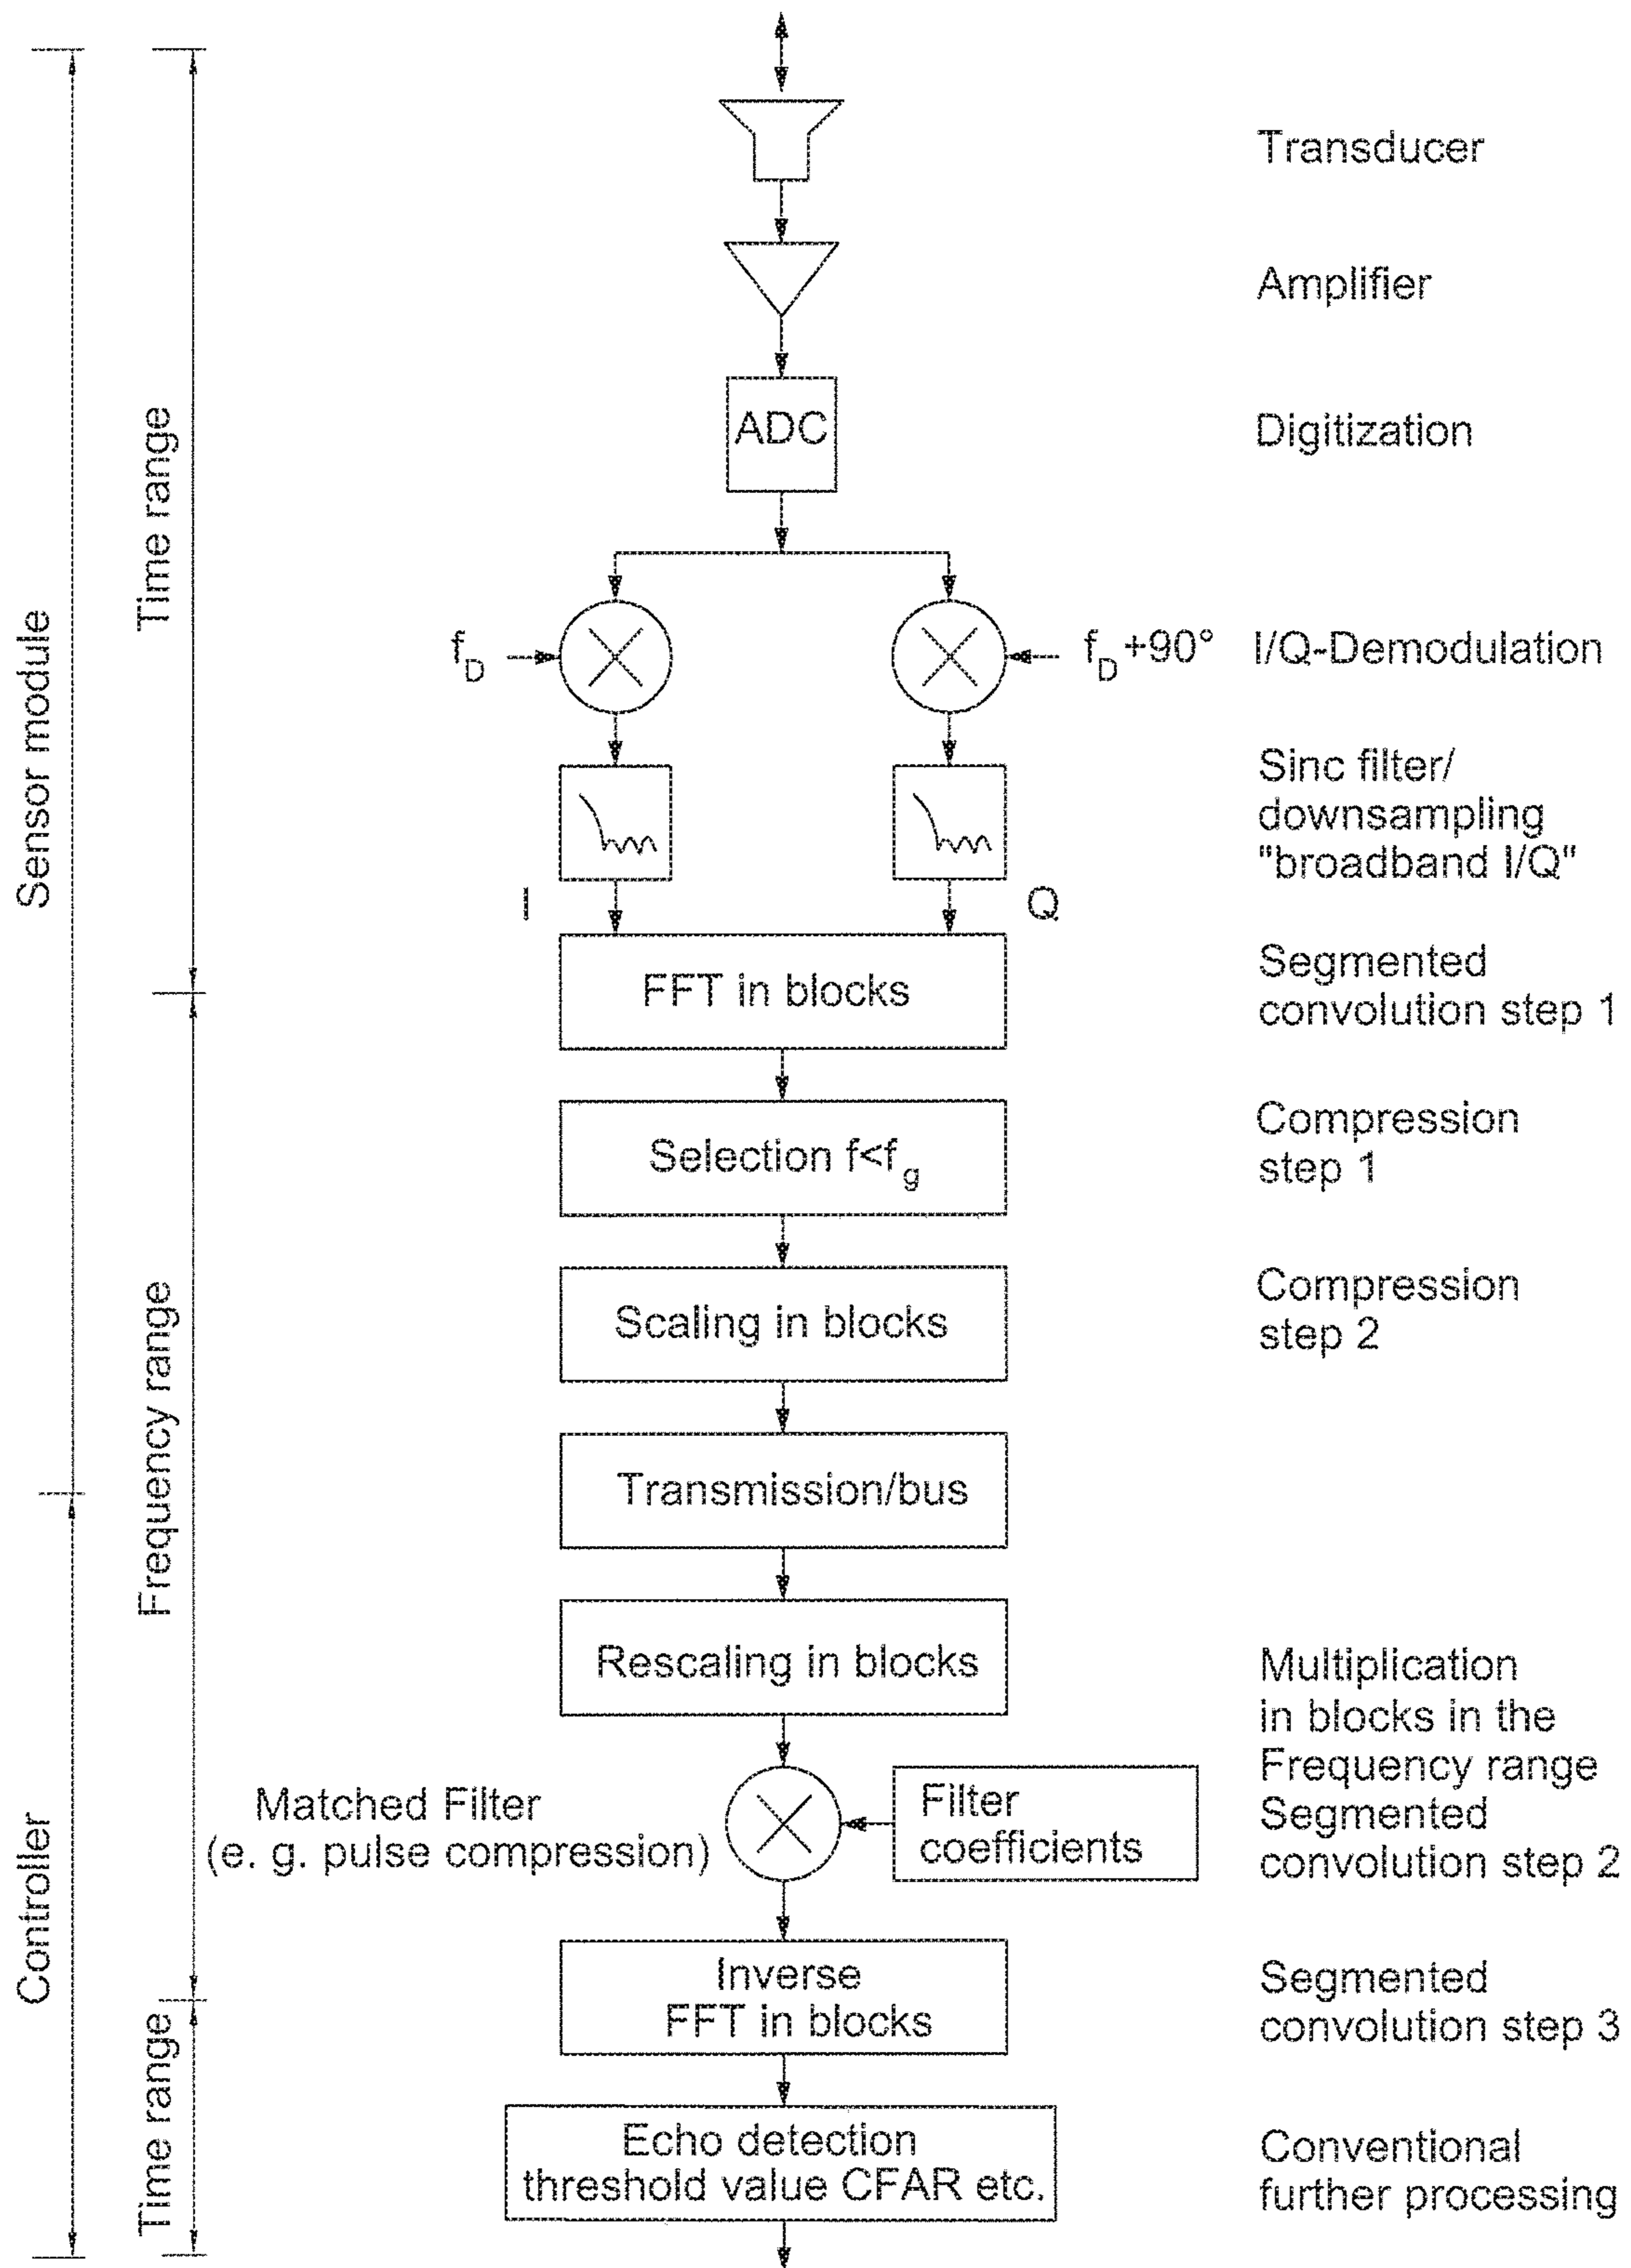 Transducer
Amplifier
ADC
Digitization
f_D
f_D+90°
I/Q-Demodulation
Sinc filter/
downsampling
"broadband I/Q"
I
Q
FFT in blocks
Segmented
convolution step 1
Selection f<f_g
Compression
step 1
Scaling in blocks
Compression
step 2
Transmission/bus
Rescaling in blocks
Multiplication
in blocks in the
Frequency range
Matched Filter
(e. g. pulse compression)
Filter
coefficients
Segmented
convolution step 2
Inverse
FFT in blocks
Segmented
convolution step 3
Echo detection
threshold value CFAR etc.
Conventional
further processing
Sensor module
Controller
Time range
Frequency range
Time range